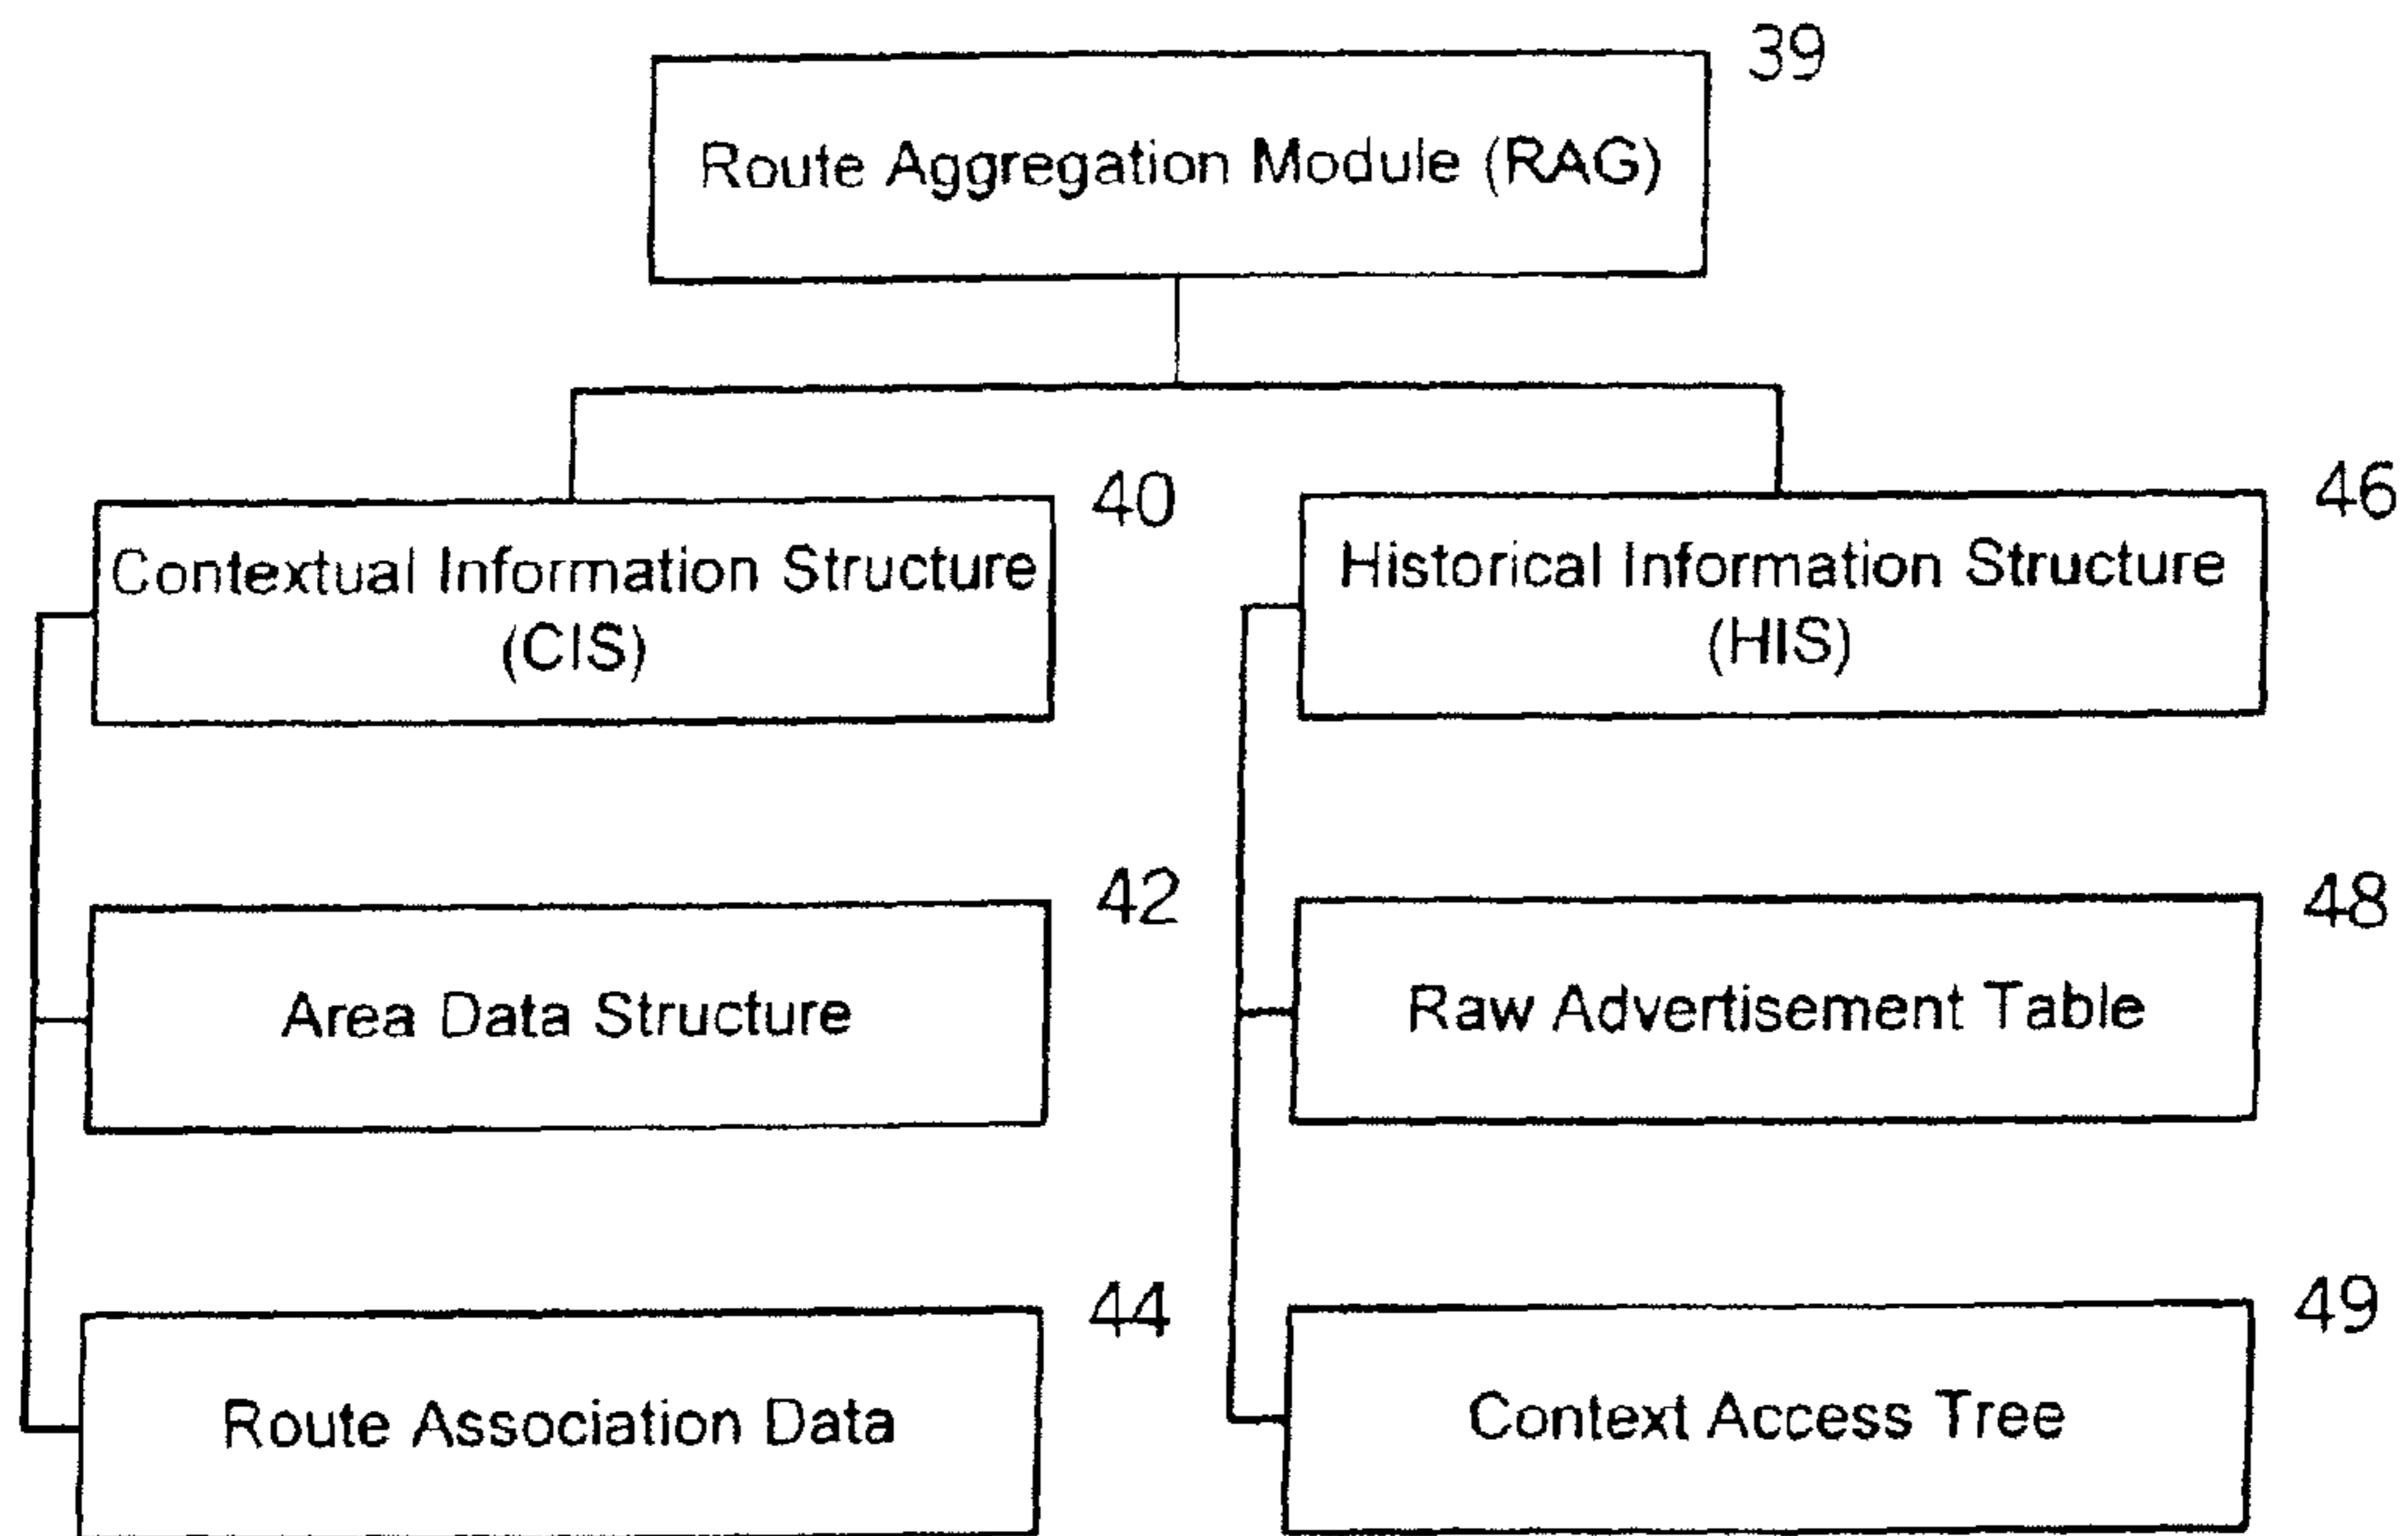 39
Route Aggregation Module (RAG)
40
Contextual Information Structure
(CIS)
46
Historical Information Structure
(HIS)
42
Area Data Structure
48
Raw Advertisement Table
44
Route Association Data
49
Context Access Tree